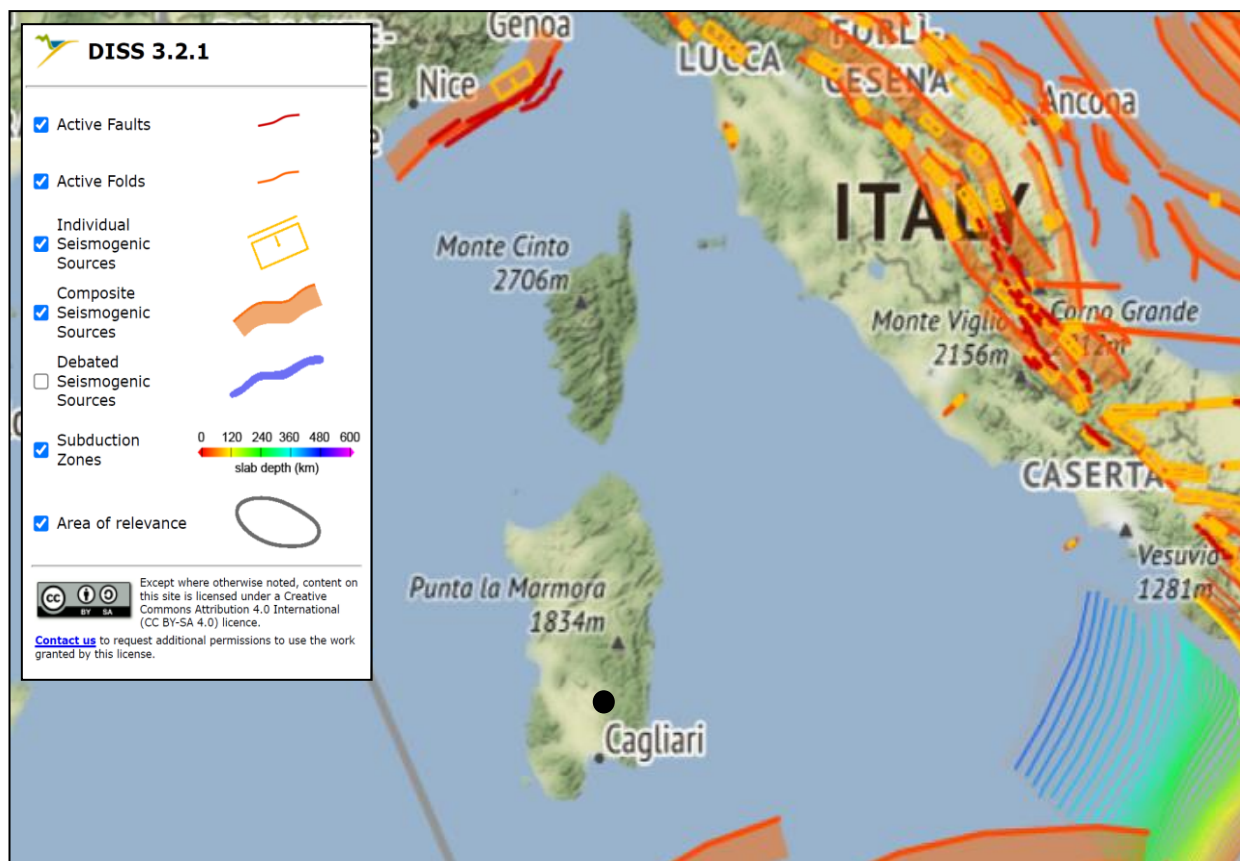 DISS 3.2.1
Active Faults
Active Folds
Individual
Seismogenic
Sources
Composite
Seismogenic
Sources
Debated
Seismogenic
Sources
Subduction
Zones
0 120 240 360 480 600
slab depth (km)
Area of relevance
cc BY SA
Except where otherwise noted, content on
this site is licensed under a Creative
Commons Attribution 4.0 International
(CC BY-SA 4.0) licence.
Contact us to request additional permissions to use the work
granted by this license.
Genoa
Nice
LUCCA
FORLÌ-
CESENA
Ancona
ITALY
Monte Cinto
2706m
Corno Grande
Monte Viglio
2156m
CASERTA
Vesuvio
1281m
Punta la Marmora
1834m
Cagliari